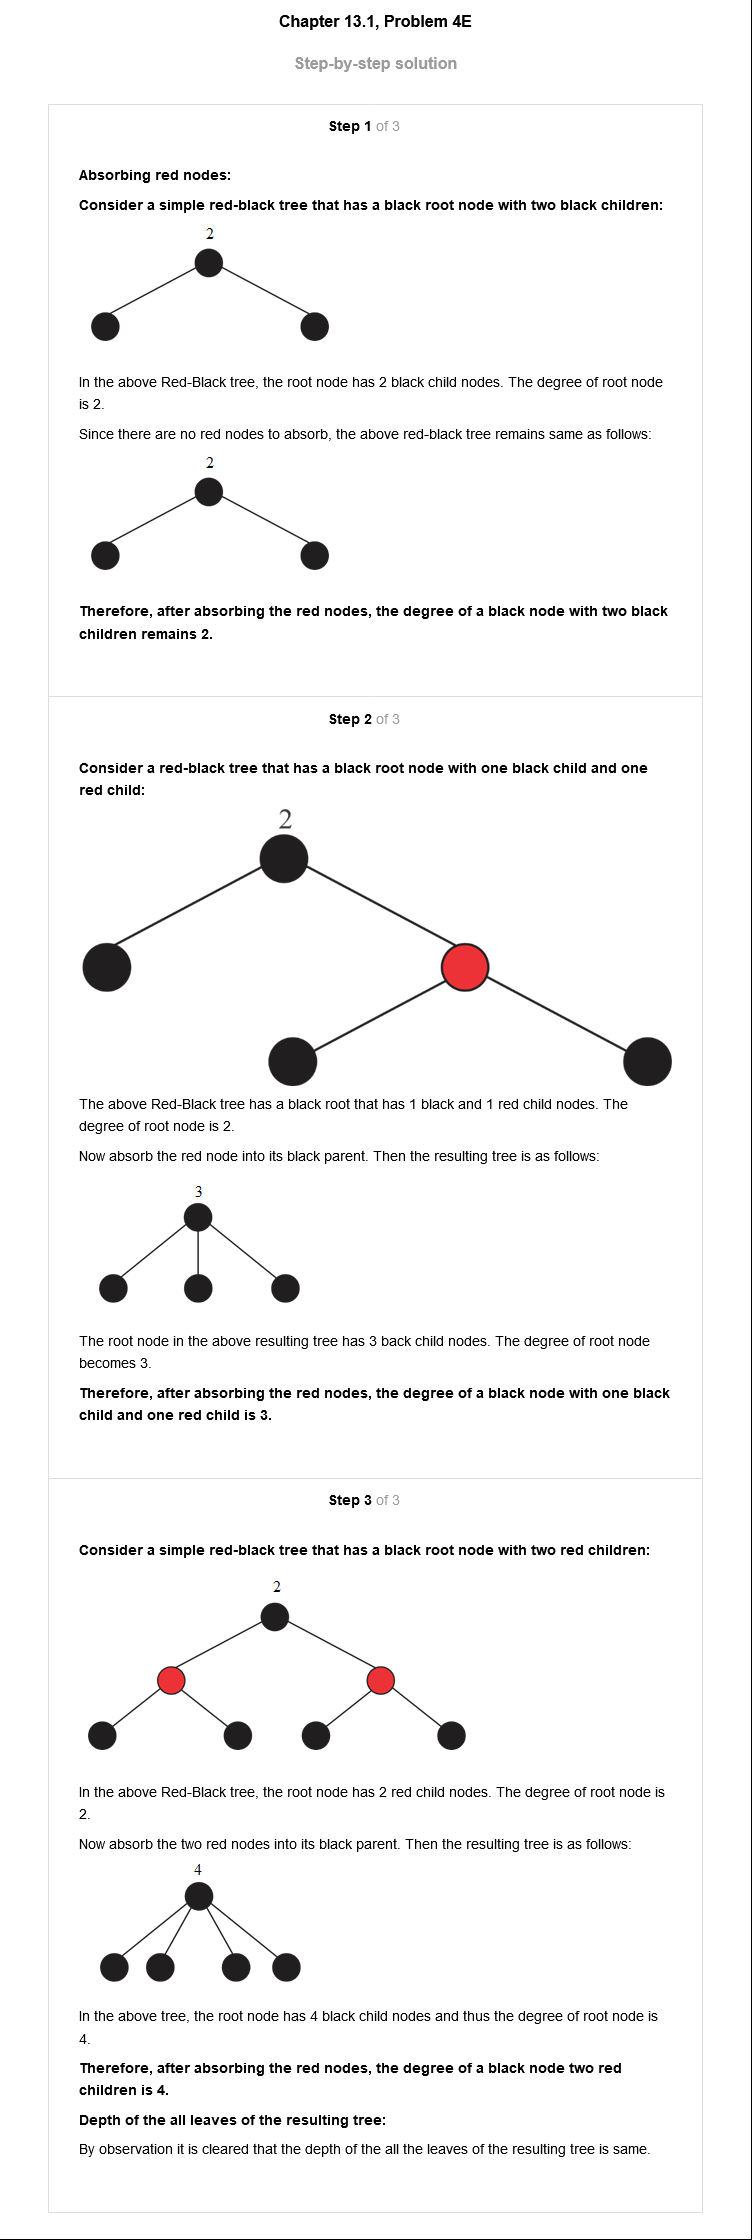 Chapter 13.1, Problem 4E
Step-by-step solution
Step 1 of 3
Absorbing red nodes:
Consider a simple red-black tree that has a black root node with two black children:
2
In the above Red-Black tree, the root node has 2 black child nodes. The degree of root node
is 2.
Since there are no red nodes to absorb, the above red-black tree remains same as follows:
2
Therefore, after absorbing the red nodes, the degree of a black node with two black
children remains 2.
Step 2 of 3
Consider a red-black tree that has a black root node with one black child and one
red child:
2
The above Red-Black tree has a black root that has 1 black and 1 red child nodes. The
degree of root node is 2.
Now absorb the red node into its black parent. Then the resulting tree is as follows:
3
The root node in the above resulting tree has 3 back child nodes. The degree of root node
becomes 3.
Therefore, after absorbing the red nodes, the degree of a black node with one black
child and one red child is 3.
Step 3 of 3
Consider a simple red-black tree that has a black root node with two red children:
2
In the above Red-Black tree, the root node has 2 red child nodes. The degree of root node is
2.
Now absorb the two red nodes into its black parent. Then the resulting tree is as follows:
4
In the above tree, the root node has 4 black child nodes and thus the degree of root node is
4.
Therefore, after absorbing the red nodes, the degree of a black node two red
children is 4.
Depth of the all leaves of the resulting tree:
By observation it is cleared that the depth of the all the leaves of the resulting tree is same.